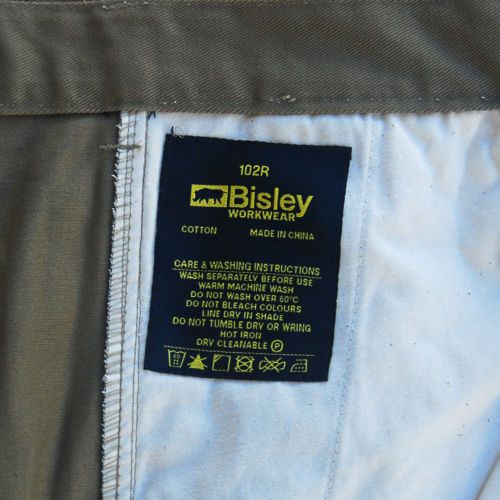 102R
Bisley
WORKWEAR
COTTON MADE IN CHINA
CARE & WASHING INSTRUCTIONS
WASH SEPARATELY BEFORE USE
WARM MACHINE WASH
DO NOT WASH OVER 60°C
DO NOT BLEACH COLOURS
LINE DRY IN SHADE
DO NOT TUMBLE DRY OR WRING
HOT IRON
DRY CLEANABLE Ⓟ